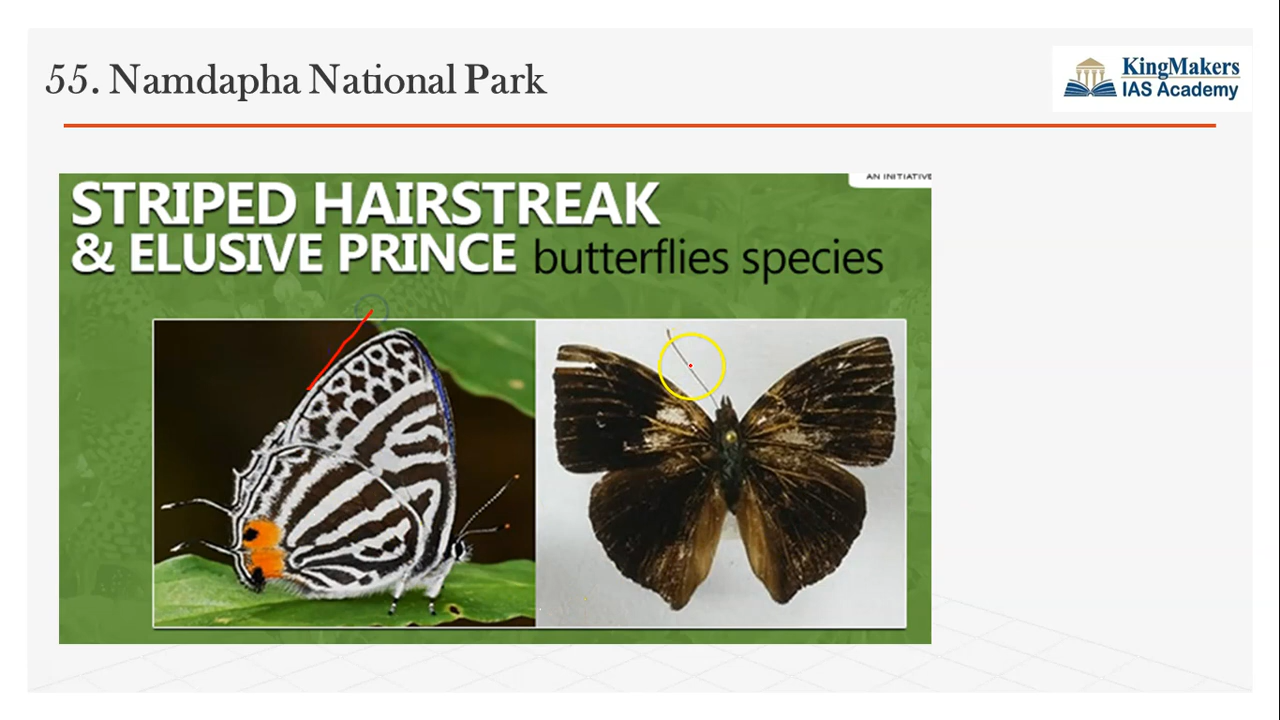 55. Namdapha National Park
KingMakers
IAS Academy
AN INITIATIVE
STRIPED HAIRSTREAK
& ELUSIVE PRINCE butterflies species